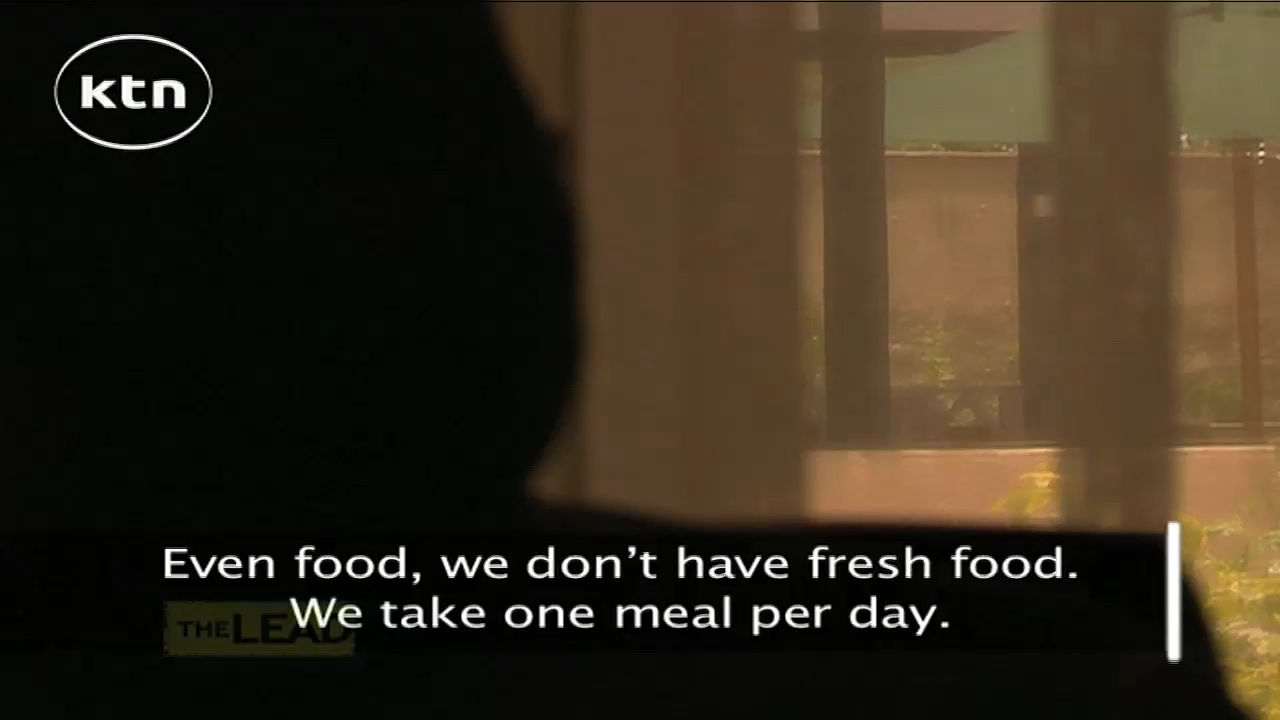 ktn
Even food, we don't have fresh food.
We take one meal per day.
THE LEAD